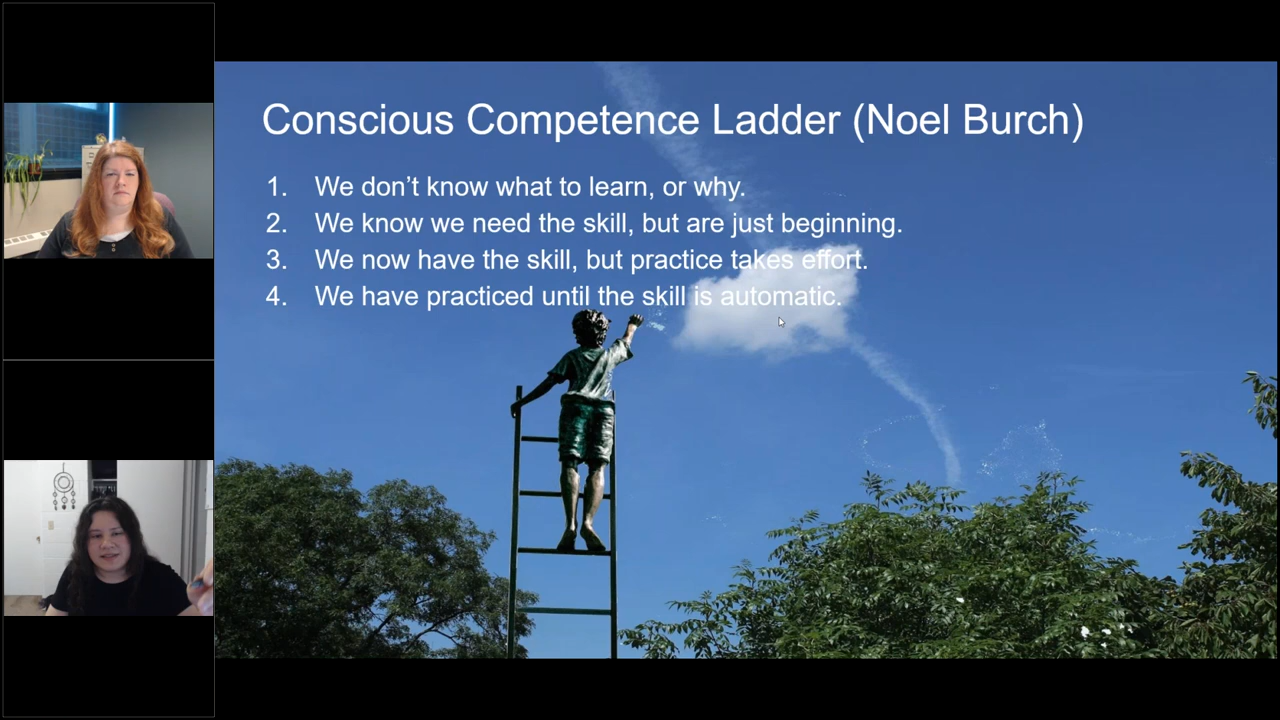 Conscious Competence Ladder (Noel Burch)
1. We don’t know what to learn, or why.
2. We know we need the skill, but are just beginning.
3. We now have the skill, but practice takes effort.
4. We have practiced until the skill is automatic.